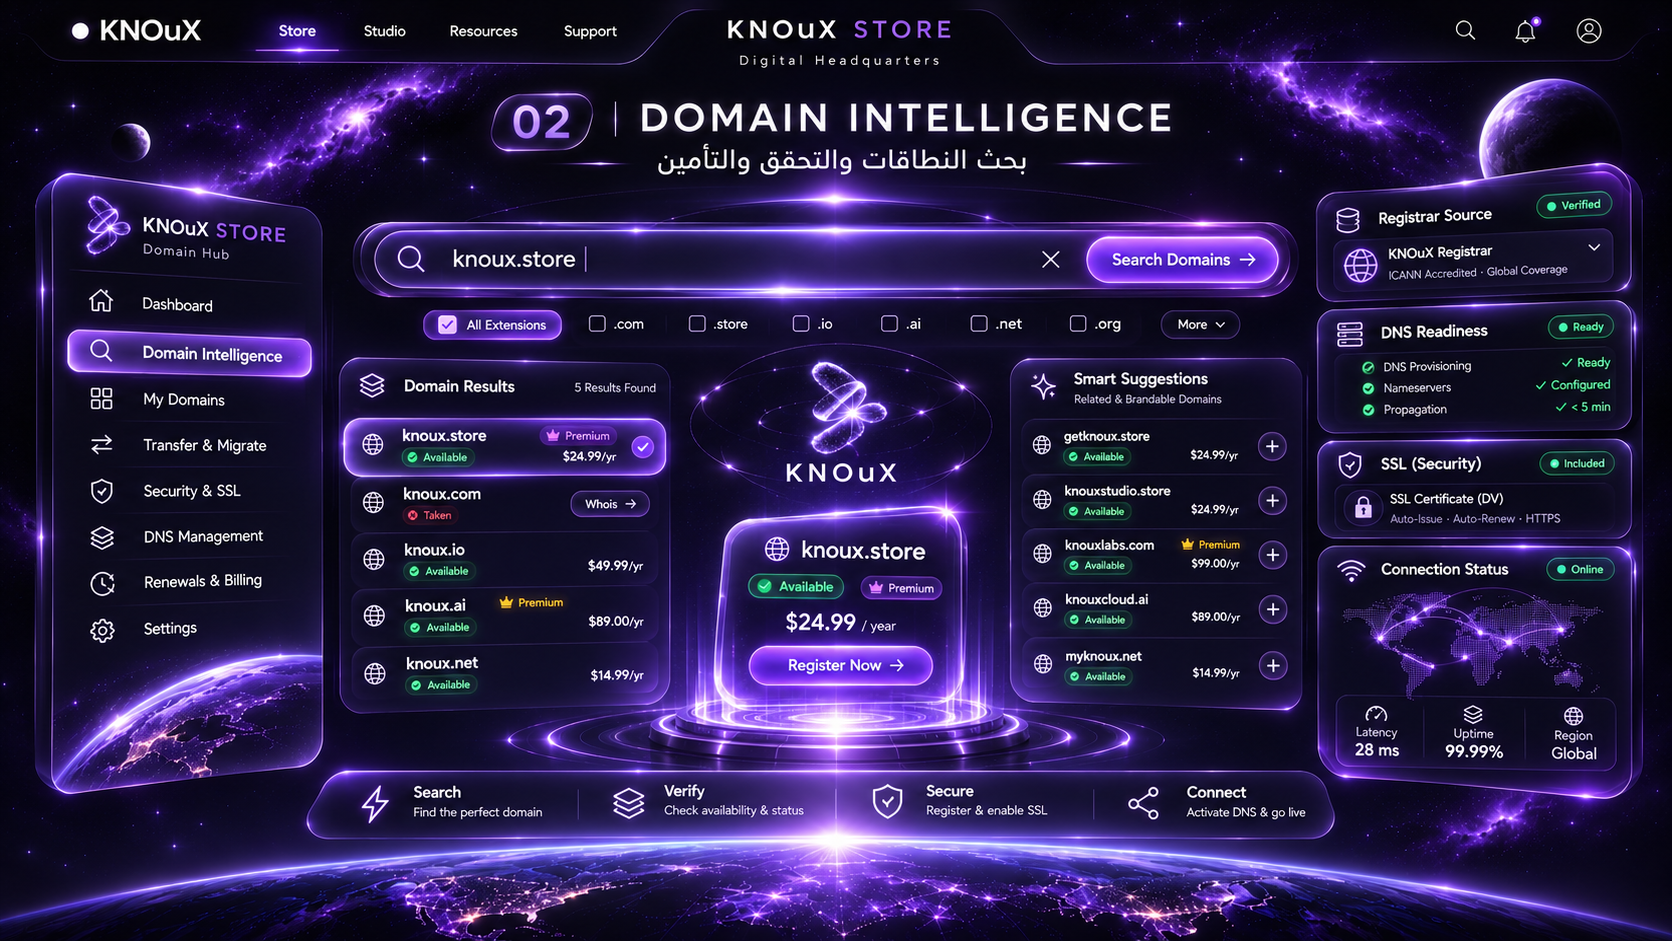 KNOuX
Store
Studio
Resources
Support
KNOuX STORE
Digital Headquarters
02
DOMAIN INTELLIGENCE
بحث النطاقات والتحقق والتأمين
KNOuX STORE
Domain Hub
Dashboard
Domain Intelligence
My Domains
Transfer & Migrate
Security & SSL
DNS Management
Renewals & Billing
Settings
knoux.store
Search Domains →
All Extensions
.com
.store
.io
.ai
.net
.org
More
Domain Results
5 Results Found
knoux.store
Premium
Available
$24.99/yr
knoux.com
Taken
Whois →
knoux.io
Available
$49.99/yr
knoux.ai
Premium
Available
$89.00/yr
knoux.net
Available
$14.99/yr
KNOuX
knoux.store
Available
Premium
$24.99 / year
Register Now →
Smart Suggestions
Related & Brandable Domains
getknoux.store
Available
$24.99/yr
knouxstudio.store
Available
$24.99/yr
knouxlabs.com
Premium
Available
$99.00/yr
knouxcloud.ai
Available
$89.00/yr
myknoux.net
Available
$14.99/yr
Registrar Source
Verified
KNOuX Registrar
ICANN Accredited · Global Coverage
DNS Readiness
Ready
DNS Provisioning
✓ Ready
Nameservers
✓ Configured
Propagation
✓ < 5 min
SSL (Security)
Included
SSL Certificate (DV)
Auto-Issue · Auto-Renew · HTTPS
Connection Status
Online
Latency
28 ms
Uptime
99.99%
Region
Global
Search
Find the perfect domain
Verify
Check availability & status
Secure
Register & enable SSL
Connect
Activate DNS & go live